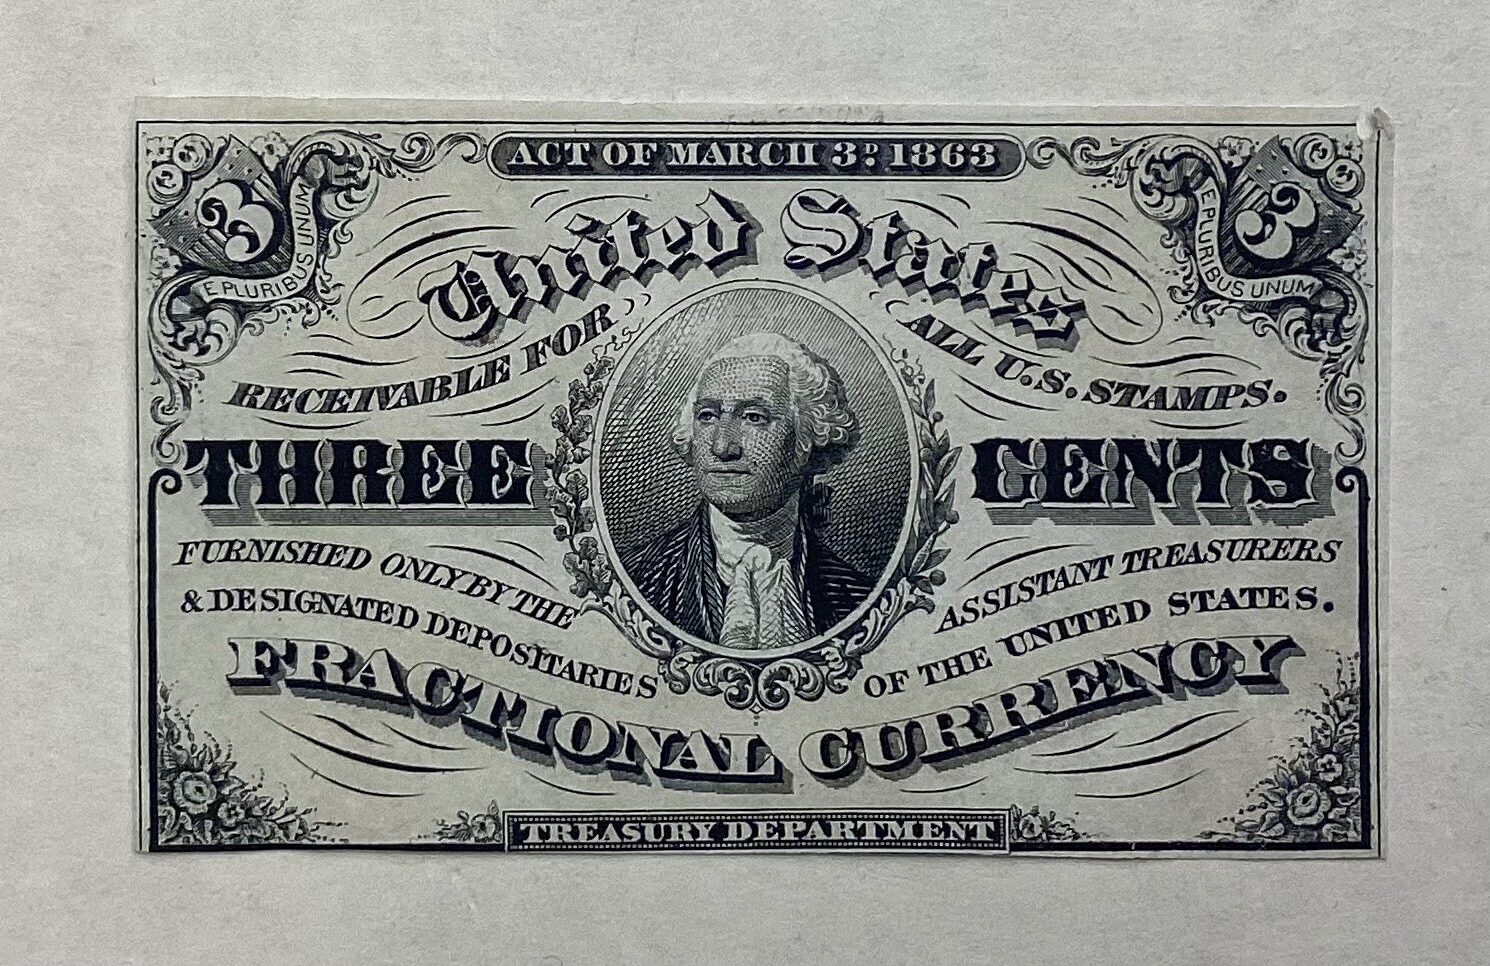 ACT OF MARCH 3D. 1863
3
E PLURIBUS UNUM
3
E PLURIBUS UNUM
United States
RECEIVABLE FOR ALL U.S. STAMPS.
THREE CENTS
FURNISHED ONLY BY THE ASSISTANT TREASURERS
& DESIGNATED DEPOSITARIES OF THE UNITED STATES.
FRACTIONAL CURRENCY
3
TREASURY DEPARTMENT